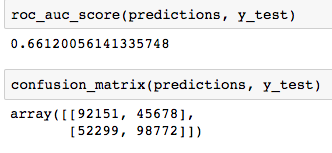 roc_auc_score(predictions, y_test)
0.66120056141335748
confusion_matrix(predictions, y_test)
array([[92151, 45678],
[52299, 98772]])